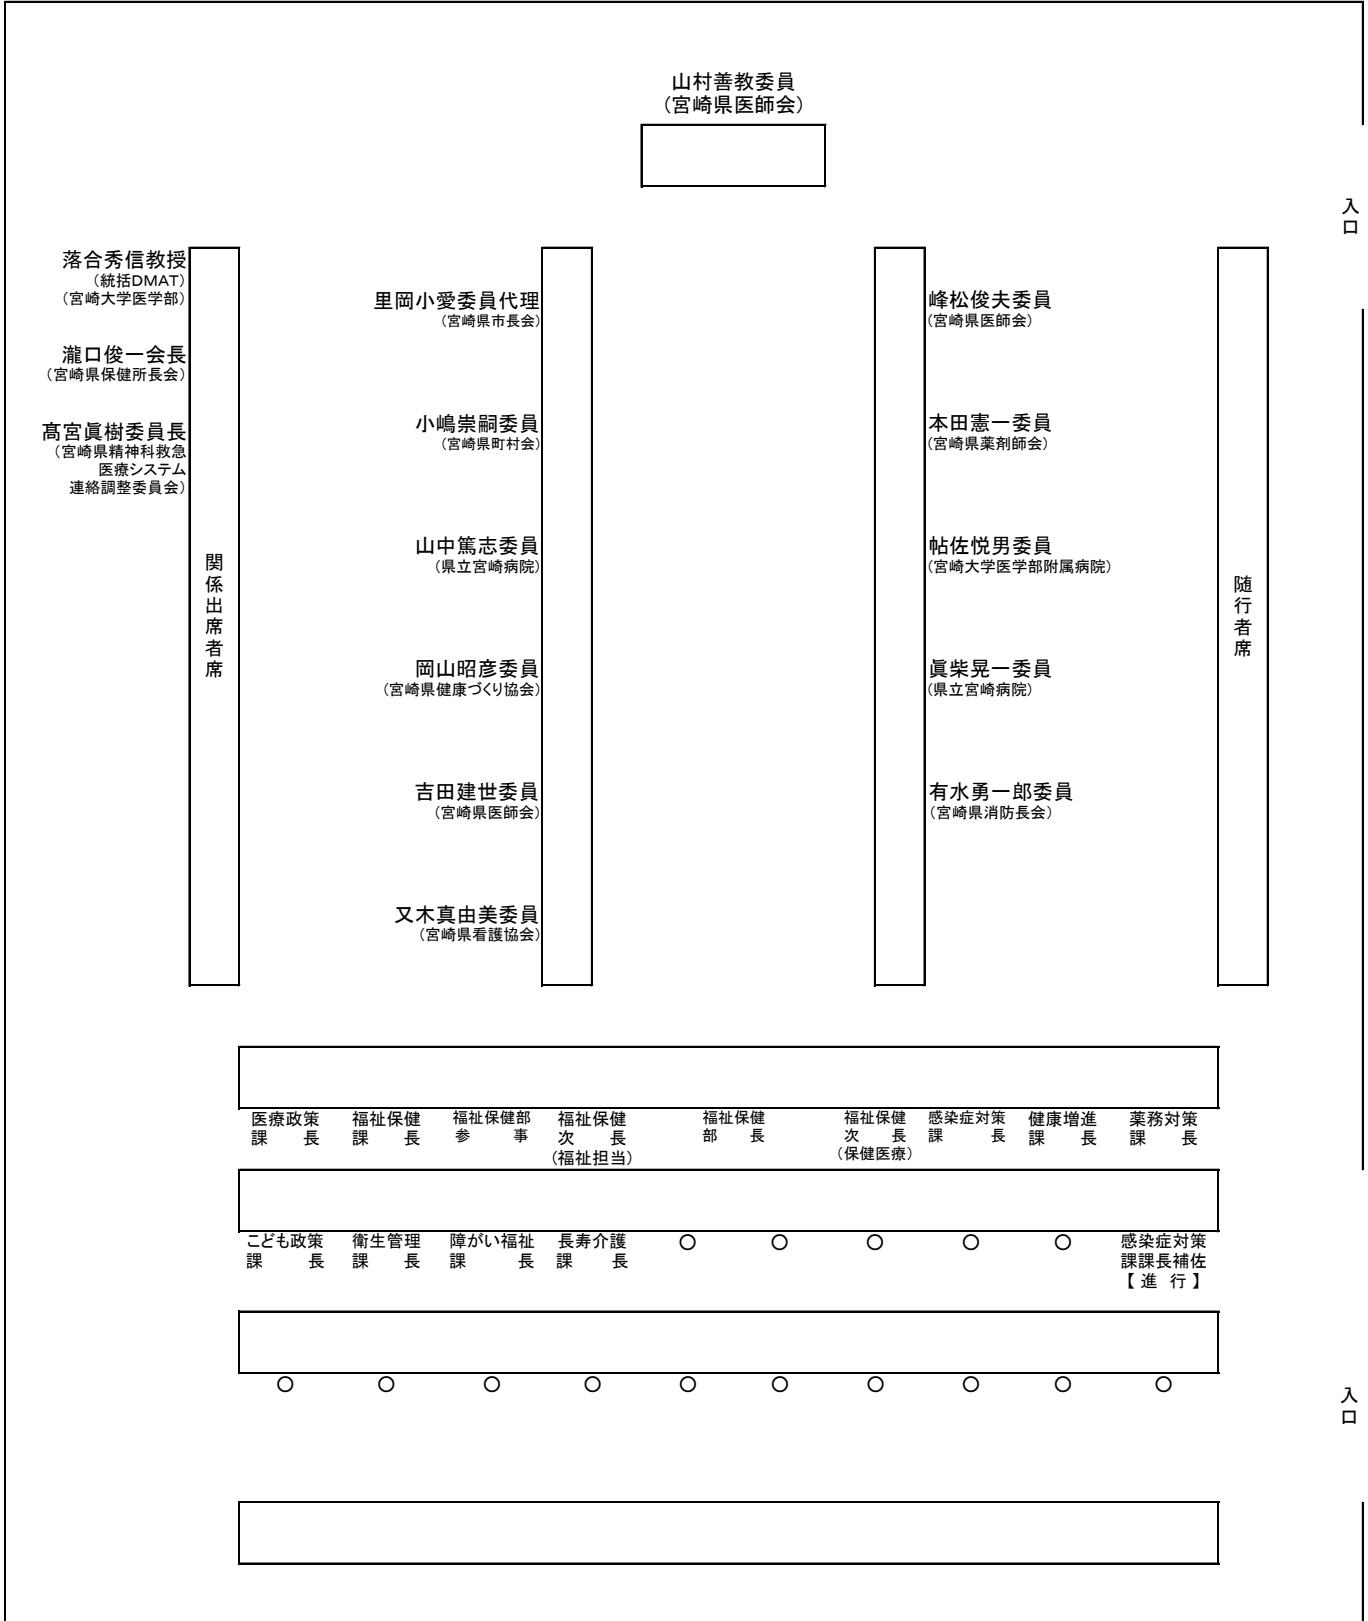 山村善教委員
（宮崎県医師会）
入口
落合秀信教授
（統括DMAT）
（宮崎大学医学部）
瀧口俊一会長
（宮崎県保健所長会）
髙宮眞樹委員長
（宮崎県精神科救急
医療システム
連絡調整委員会）
関係出席者席
里岡小愛委員代理
（宮崎県市長会）
小嶋崇嗣委員
（宮崎県町村会）
山中篤志委員
（県立宮崎病院）
岡山昭彦委員
（宮崎県健康づくり協会）
吉田建世委員
（宮崎県医師会）
又木真由美委員
（宮崎県看護協会）
峰松俊夫委員
（宮崎県医師会）
本田憲一委員
（宮崎県薬剤師会）
帖佐悦男委員
（宮崎大学医学部附属病院）
眞柴晃一委員
（県立宮崎病院）
有水勇一郎委員
（宮崎県消防長会）
随行者席
医療政策
課　長
福祉保健
課　長
福祉保健部
参　事
福祉保健
次　長
（福祉担当）
福祉保健
部　長
福祉保健
次　長
（保健医療）
感染症対策
課　長
健康増進
課　長
薬務対策
課　長
こども政策
課　長
衛生管理
課　長
障がい福祉
課　長
長寿介護
課　長
○ ○ ○ ○ ○
感染症対策
課課長補佐
【 進 行 】
○ ○ ○ ○ ○ ○ ○ ○ ○ ○
入口